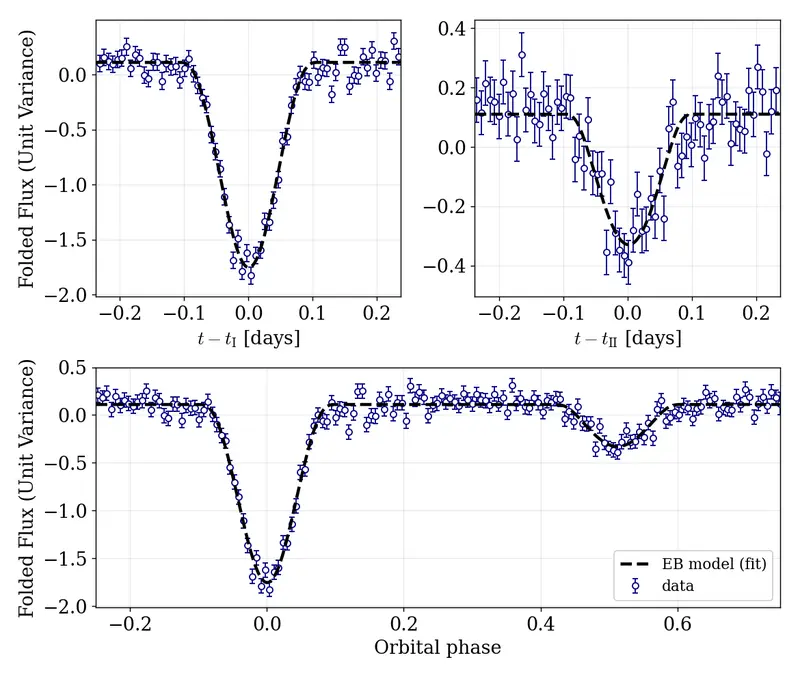 Folded Flux (Unit Variance)
0.0
−0.5
−1.0
−1.5
−2.0
−0.2 −0.1 0.0 0.1 0.2
t − t_I [days]
0.4
0.2
0.0
−0.2
−0.4
−0.2 −0.1 0.0 0.1 0.2
t − t_II [days]
Folded Flux (Unit Variance)
0.5
0.0
−0.5
−1.0
−1.5
−2.0
EB model (fit)
data
−0.2 0.0 0.2 0.4 0.6
Orbital phase